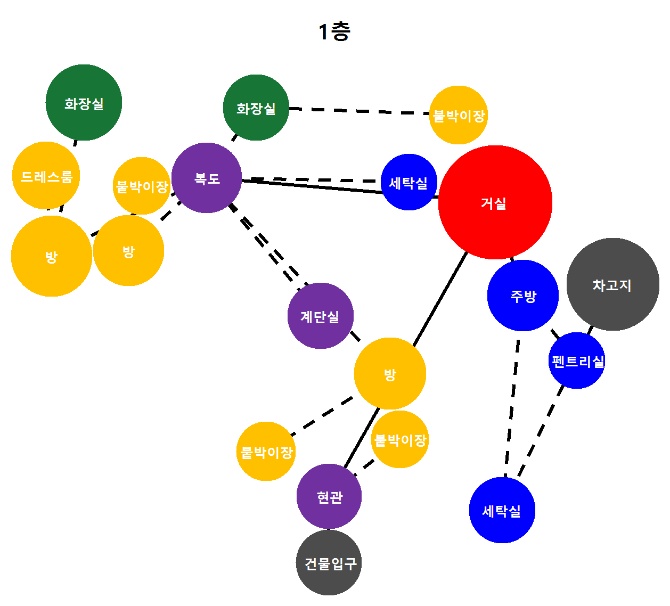 1층
화장실
화장실
붙박이장
드레스룸
붙박이장
복도
세탁실
거실
방
방
주방
차고지
계단실
펜트리실
방
붙박이장
붙박이장
현관
세탁실
건물입구